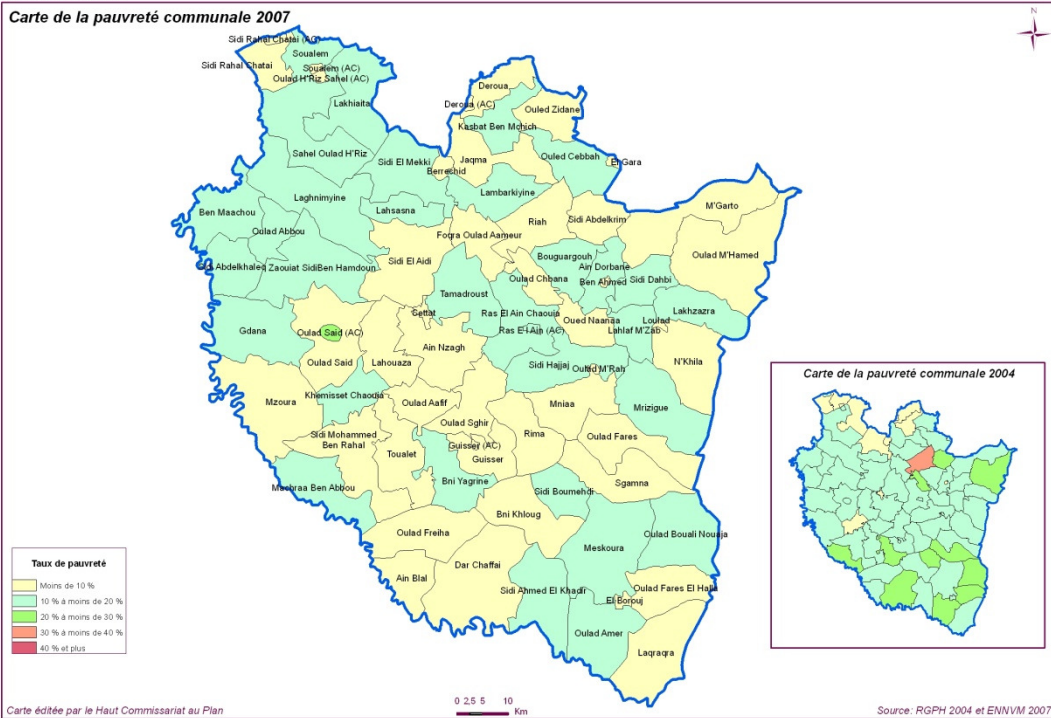 Carte de la pauvreté communale 2007
N
Sidi Rahal Chatai (AC)
Soualem
Sidi Rahal Chatai
Soualem (AC)
Oulad H'Riz Sahel (AC)
Deroua
Lakhiaita
Deroua (AC)
Ouled Zidane
Kasbat Ben Mchich
Sahel Oulad H'Riz
Sidi El Mekki
Jaqma
Ouled Cebbah
El Gara
Berreshid
Laghnimyine
Lambarkiyine
Ben Maachou
Lahsasna
M'Garto
Oulad Abbou
Riah
Sidi Abdelkrim
Foqra Oulad Aameur
Oulad M'Hamed
Sidi Abdelkhaleq
Zaouiat Sidi Ben Hamdoun
Sidi El Aidi
Bouguargouh
Ain Dorbane
Oulad Chbana
Ben Ahmed
Sidi Dahbi
Tamadroust
Settat
Ras El Ain Chaouia
Oued Naanaa
Loulad
Lakhzazra
Gdana
Oulad Said (AC)
Ras El Ain (AC)
Lahlaf M'Zab
Ain Nzagh
Oulad Said
Lahouaza
Sidi Hajjaj
Oulad M'Rah
N'Khila
Mzoura
Khemisset Chaouia
Oulad Aafif
Mniaa
Mrizigue
Oulad Sghir
Sidi Mohammed
Ben Rahal
Toualet
Guisser (AC)
Guisser
Rima
Oulad Fares
Machraa Ben Abbou
Bni Yagrine
Sidi Boumehdi
Sgamna
Bni Khloug
Oulad Freiha
Meskoura
Oulad Bouali Nouaja
Dar Chaffai
Ain Blal
Sidi Ahmed El Khadir
Oulad Fares El Halla
El Borouj
Oulad Amer
Laqraqra
Carte de la pauvreté communale 2004
Taux de pauvreté
Moins de 10 %
10 % à moins de 20 %
20 % à moins de 30 %
30 % à moins de 40 %
40 % et plus
0 2,5 5 10
Km
Carte éditée par le Haut Commissariat au Plan
Source: RGPH 2004 et ENNVM 2007